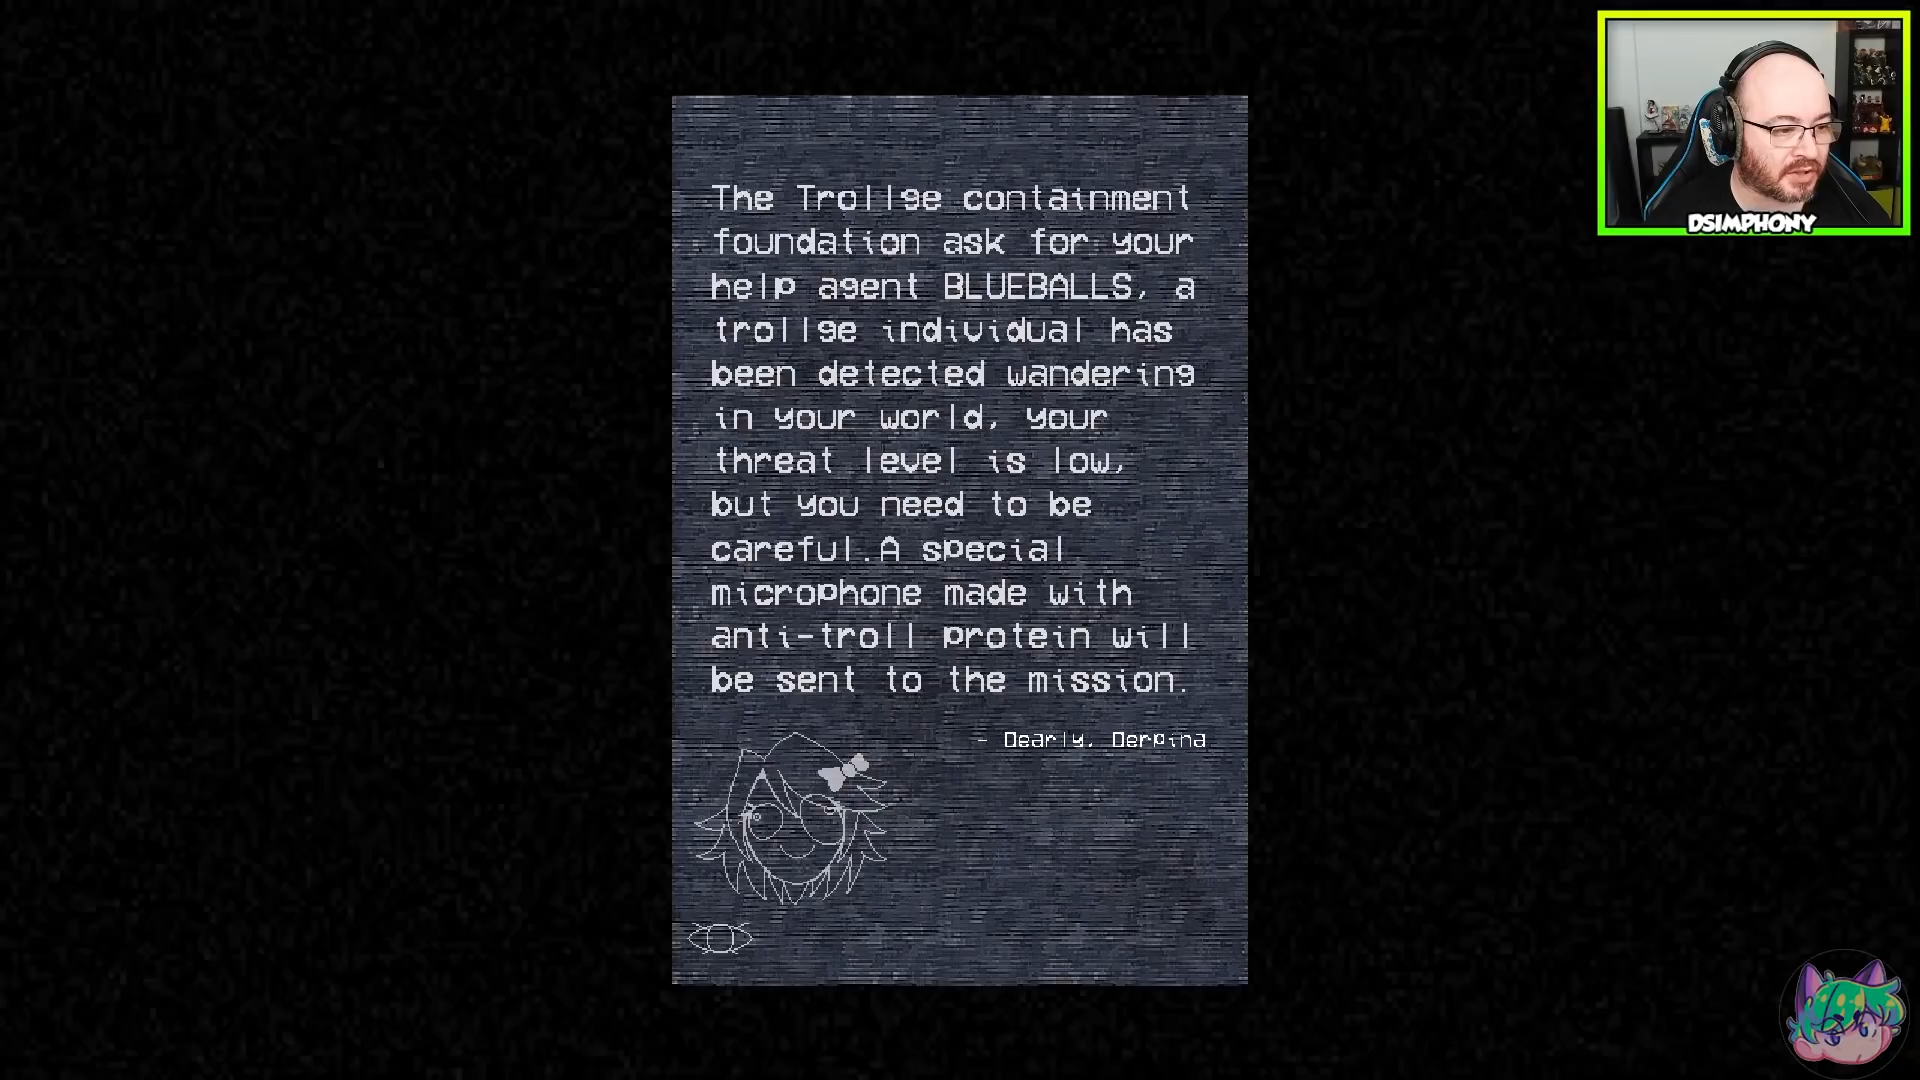 The Trollge containment
foundation ask for your
help agent BLUEBALLS, a
trollge individual has
been detected wandering
in your world, your
threat level is low,
but you need to be
careful.A special
microphone made with
anti-troll protein will
be sent to the mission.
- Dearly, Derpina
DSIMPHONY